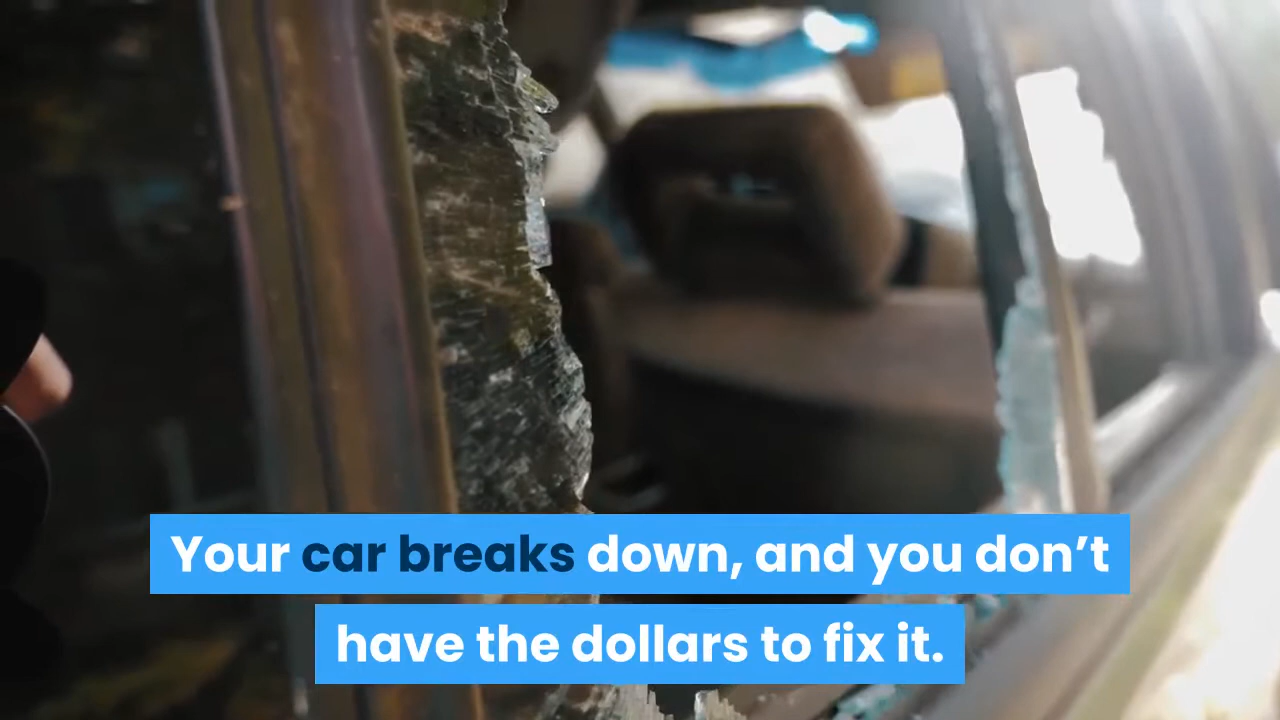 Your car breaks down, and you don’t
have the dollars to fix it.